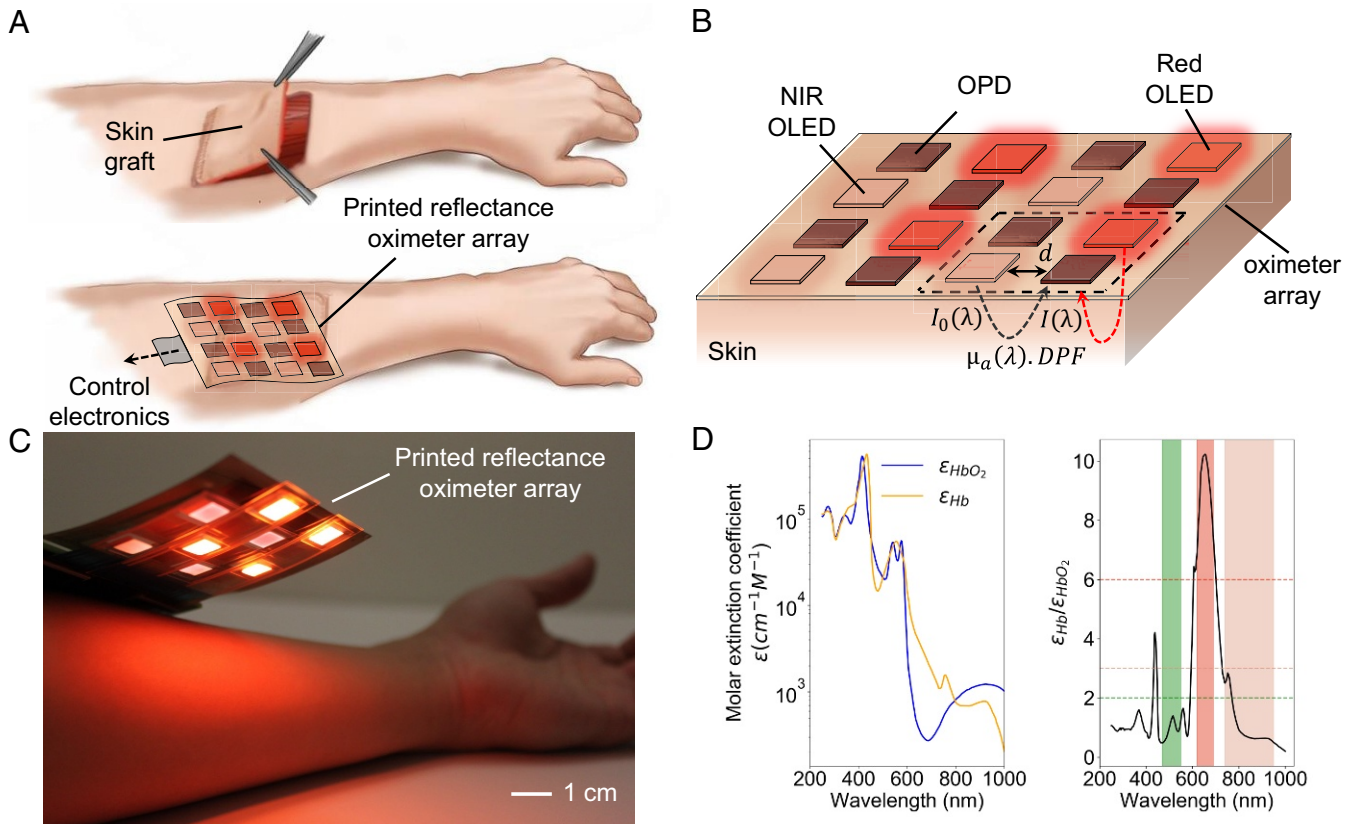 A
Skin
graft
Printed reflectance
oximeter array
Control
electronics
B
NIR
OLED
OPD
Red
OLED
d
oximeter
array
I₀(λ)
I(λ)
μₐ(λ).DPF
Skin
C
Printed reflectance
oximeter array
1 cm
D
Molar extinction coefficient
ε(cm⁻¹M⁻¹)
10⁵
10⁴
10³
ε_HbO₂
ε_Hb
200 400 600 800 1000
Wavelength (nm)
ε_Hb/ε_HbO₂
10
8
6
4
2
0
200 400 600 800 1000
Wavelength (nm)